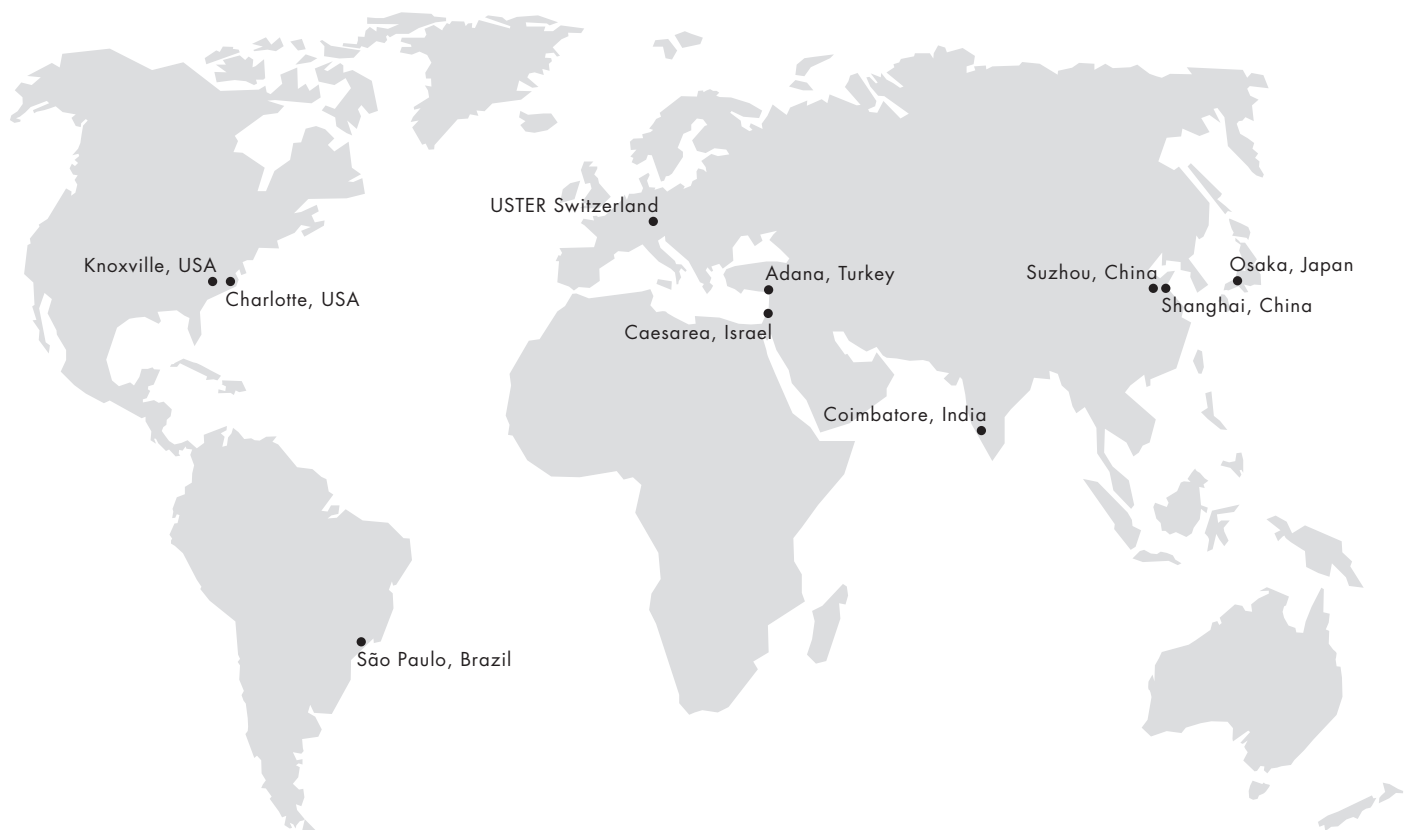 USTER Switzerland
Knoxville, USA
Charlotte, USA
Adana, Turkey
Caesarea, Israel
Suzhou, China
Osaka, Japan
Shanghai, China
Coimbatore, India
São Paulo, Brazil